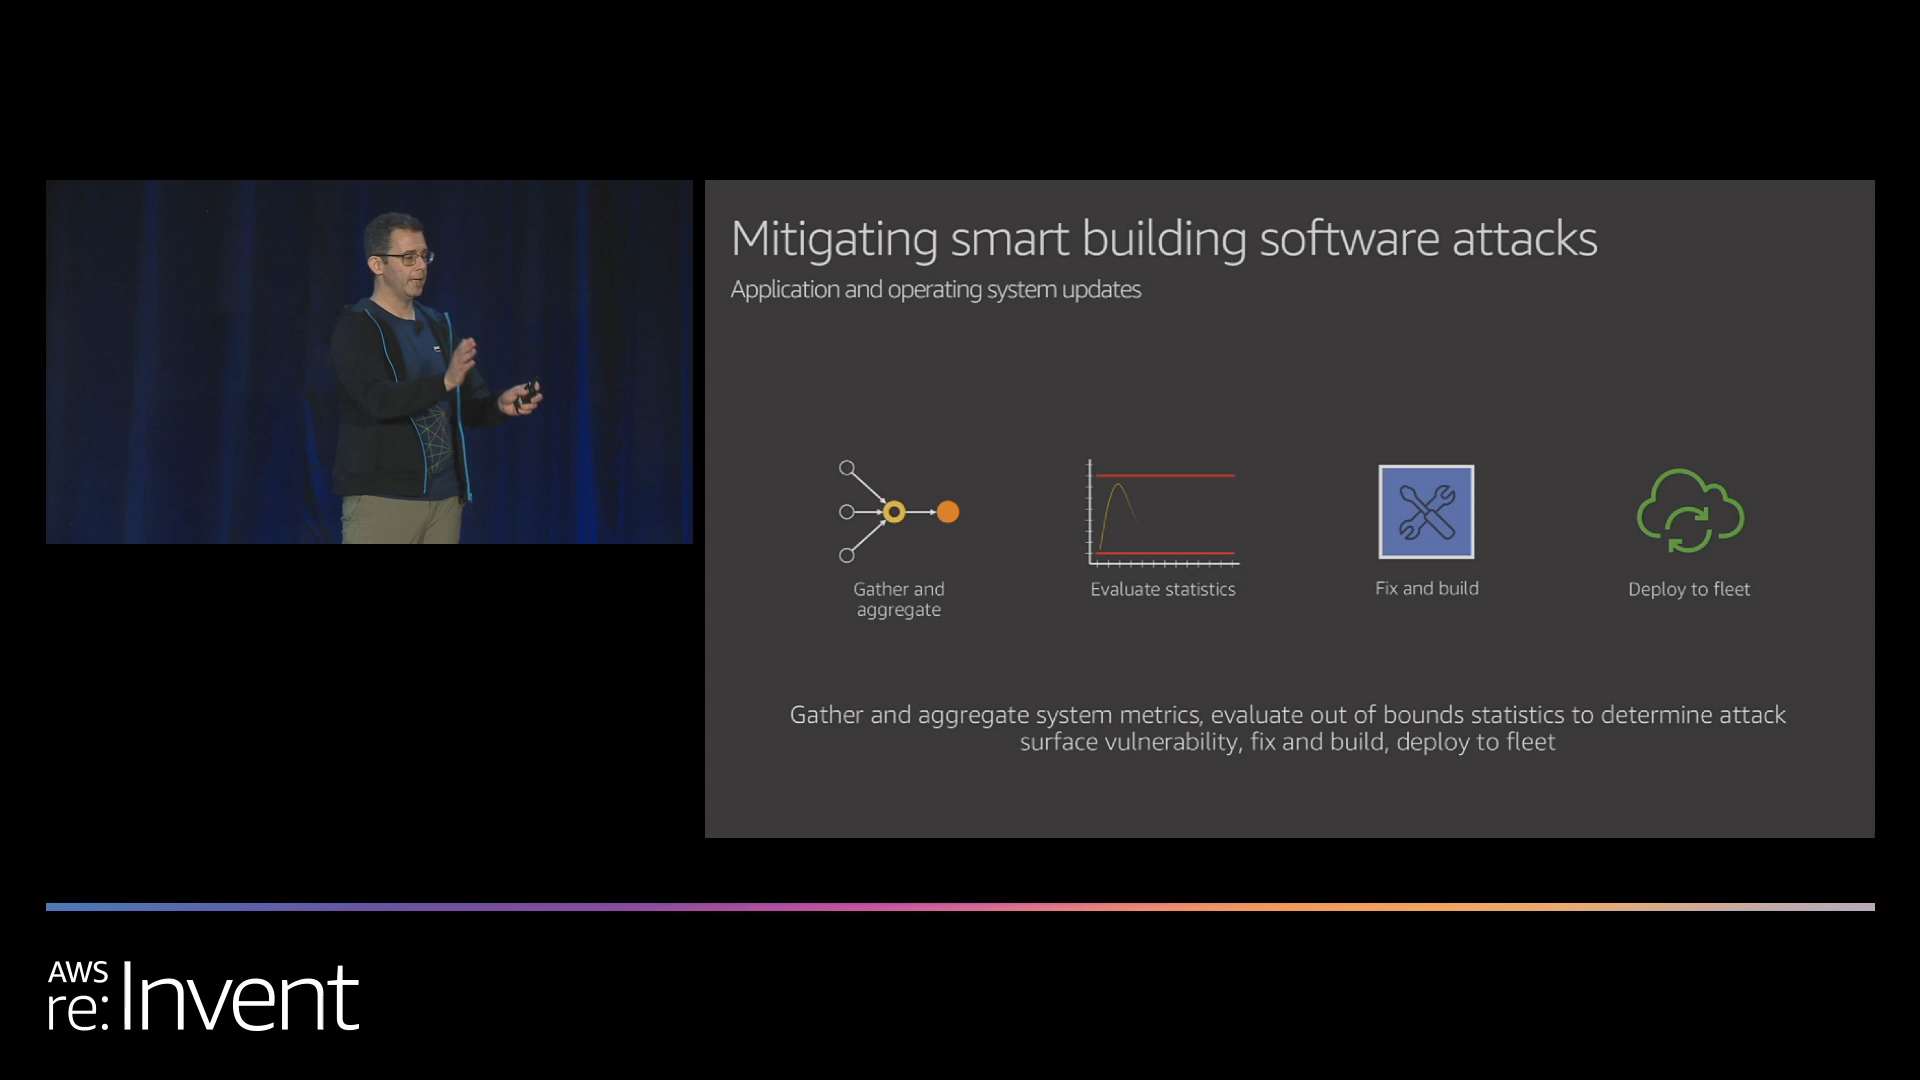 Mitigating smart building software attacks
Application and operating system updates
Gather and
aggregate
Evaluate statistics
Fix and build
Deploy to fleet
Gather and aggregate system metrics, evaluate out of bounds statistics to determine attack
surface vulnerability, fix and build, deploy to fleet
AWS
re:Invent